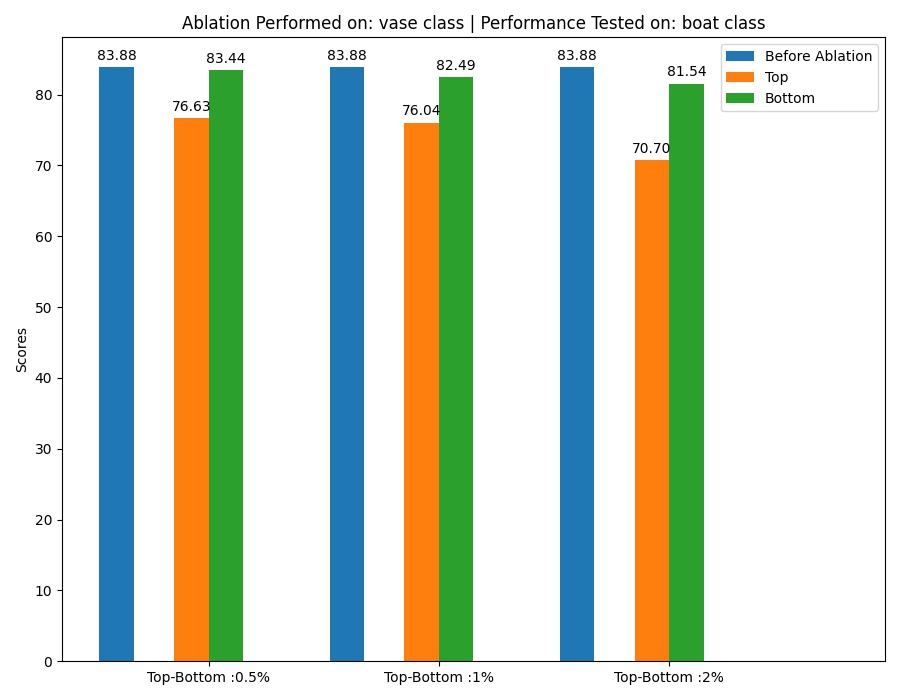 Ablation Performed on: vase class | Performance Tested on: boat class
83.88
83.44
83.88
82.49
83.88
81.54
76.63
76.04
70.70
Before Ablation
Top
Bottom
Scores
80
70
60
50
40
30
20
10
0
Top-Bottom :0.5%
Top-Bottom :1%
Top-Bottom :2%